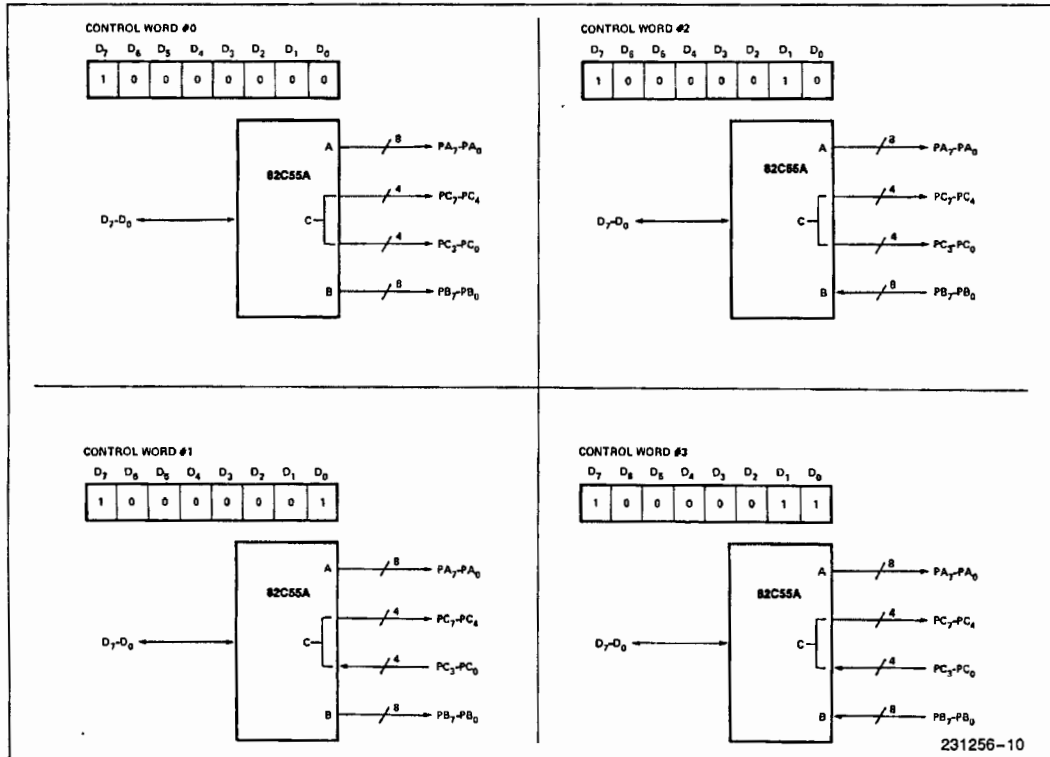 CONTROL WORD #0
D₇ D₆ D₅ D₄ D₃ D₂ D₁ D₀
1 0 0 0 0 0 0 0
82C55A
A
8
PA₇-PA₀
C
4
PC₇-PC₄
4
PC₃-PC₀
D₇-D₀
B
8
PB₇-PB₀
CONTROL WORD #2
D₇ D₆ D₅ D₄ D₃ D₂ D₁ D₀
1 0 0 0 0 0 1 0
82C55A
A
8
PA₇-PA₀
C
4
PC₇-PC₄
4
PC₃-PC₀
D₇-D₀
B
8
PB₇-PB₀
CONTROL WORD #1
D₇ D₆ D₅ D₄ D₃ D₂ D₁ D₀
1 0 0 0 0 0 0 1
82C55A
A
8
PA₇-PA₀
C
4
PC₇-PC₄
4
PC₃-PC₀
D₇-D₀
B
8
PB₇-PB₀
CONTROL WORD #3
D₇ D₆ D₅ D₄ D₃ D₂ D₁ D₀
1 0 0 0 0 0 1 1
82C55A
A
8
PA₇-PA₀
C
4
PC₇-PC₄
4
PC₃-PC₀
D₇-D₀
B
8
PB₇-PB₀
231256-10